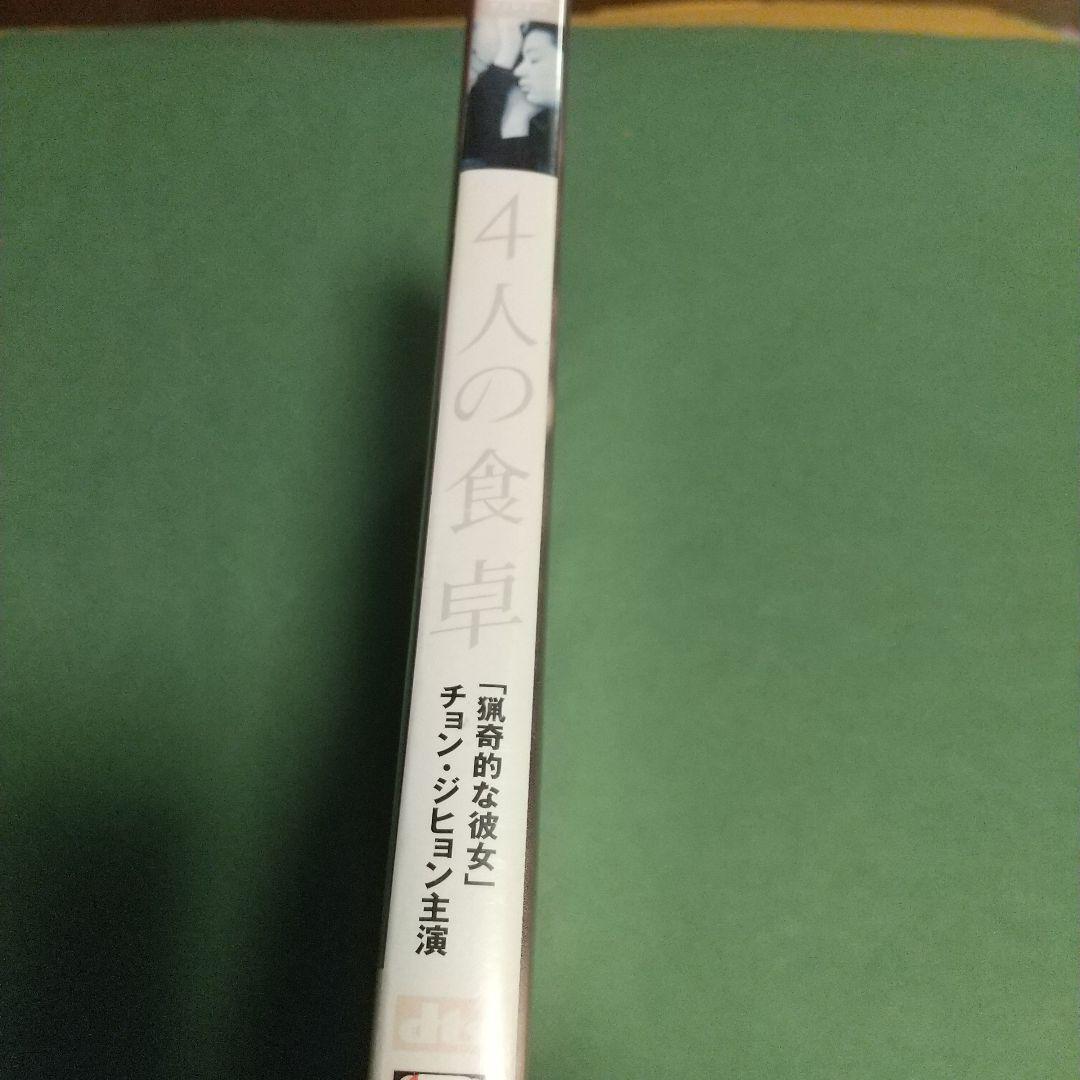 4人の食卓
「猟奇的な彼女」
チョン・ジヒョン主演